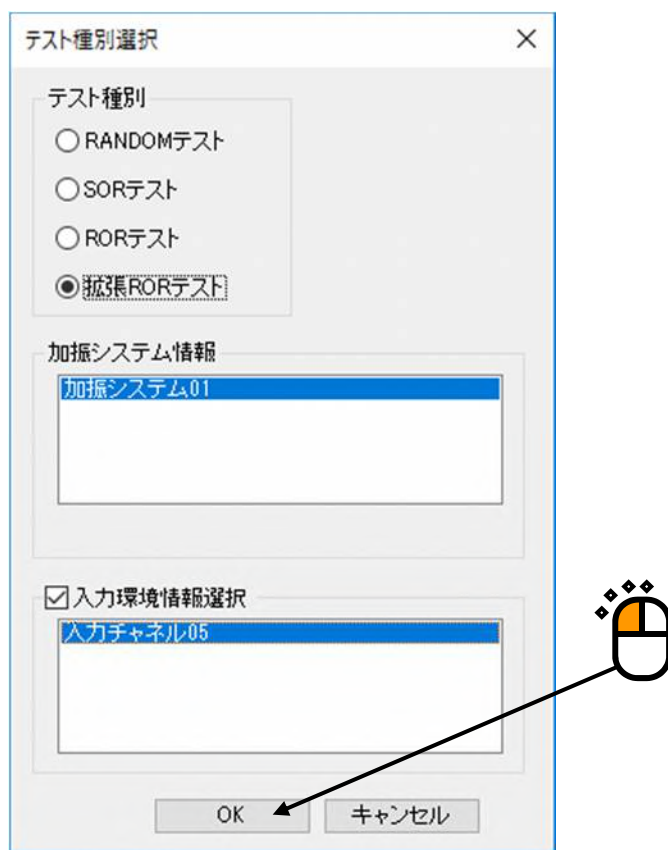 テスト種別選択
テスト種別
RANDOMテスト
SORテスト
RORテスト
拡張RORテスト
加振システム情報
加振システム01
入力環境情報選択
入力チャネル05
OK キャンセル